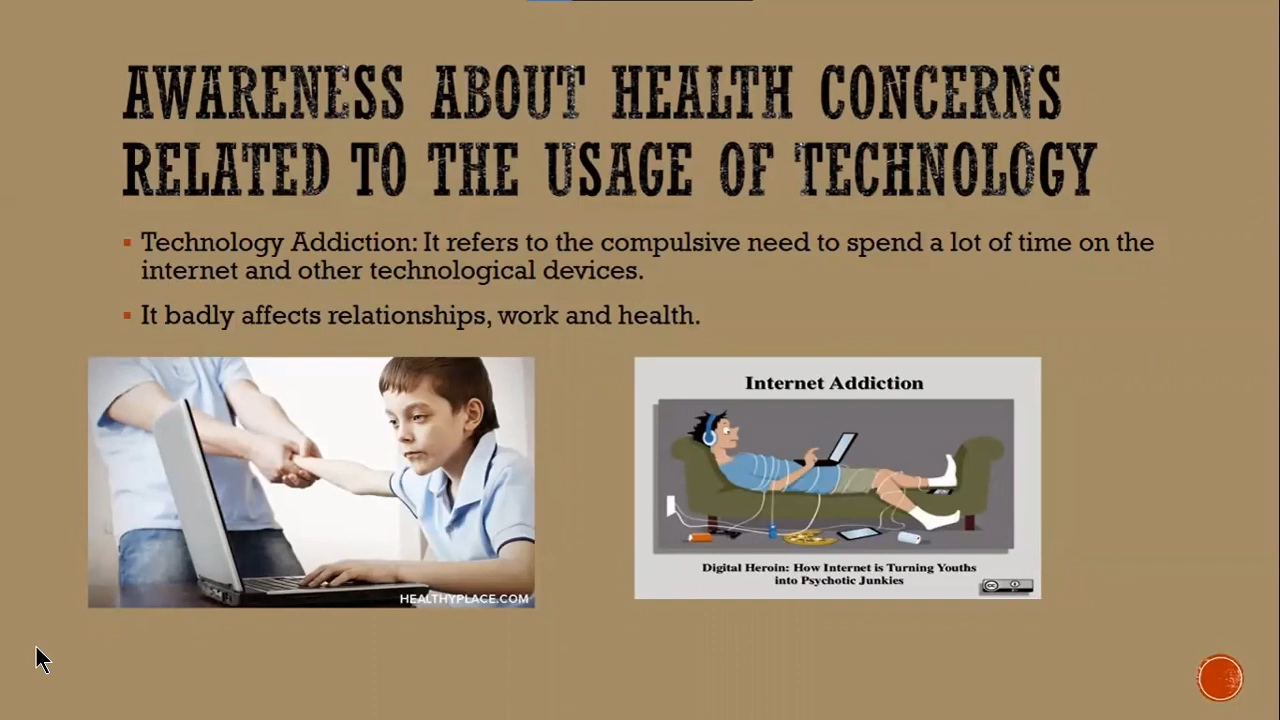 AWARENESS ABOUT HEALTH CONCERNS
RELATED TO THE USAGE OF TECHNOLOGY
Technology Addiction: It refers to the compulsive need to spend a lot of time on the
internet and other technological devices.
It badly affects relationships, work and health.
HEALTHYPLACE.COM
Internet Addiction
Digital Heroin: How Internet is Turning Youths
into Psychotic Junkies